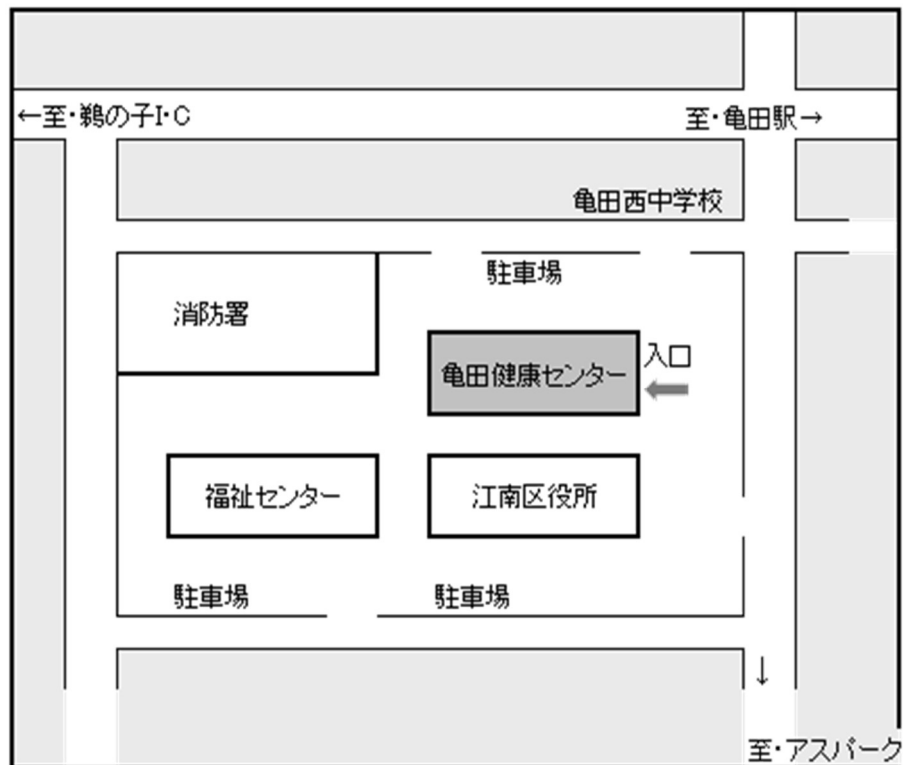 ←至・鵜の子I・C
至・亀田駅→
亀田西中学校
駐車場
消防署
入口
亀田健康センター
福祉センター
江南区役所
駐車場
駐車場
↓
至・アスパーク